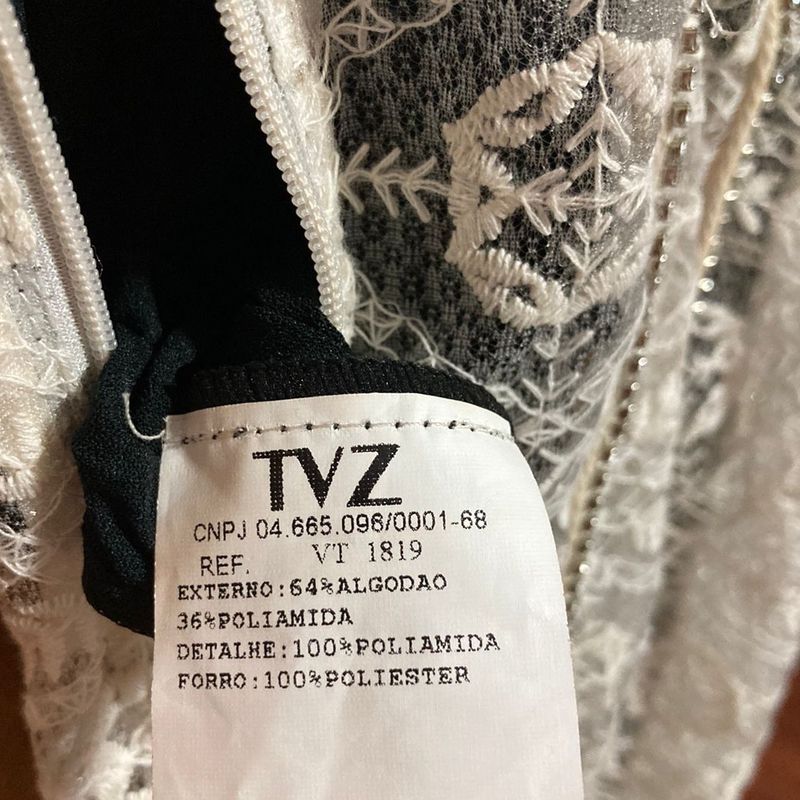 TVZ
CNPJ 04.665.096/0001-68
REF. VT 1819
EXTERNO:64%ALGODAO
36%POLIAMIDA
DETALHE:100%POLIAMIDA
FORRO:100%POLIESTER